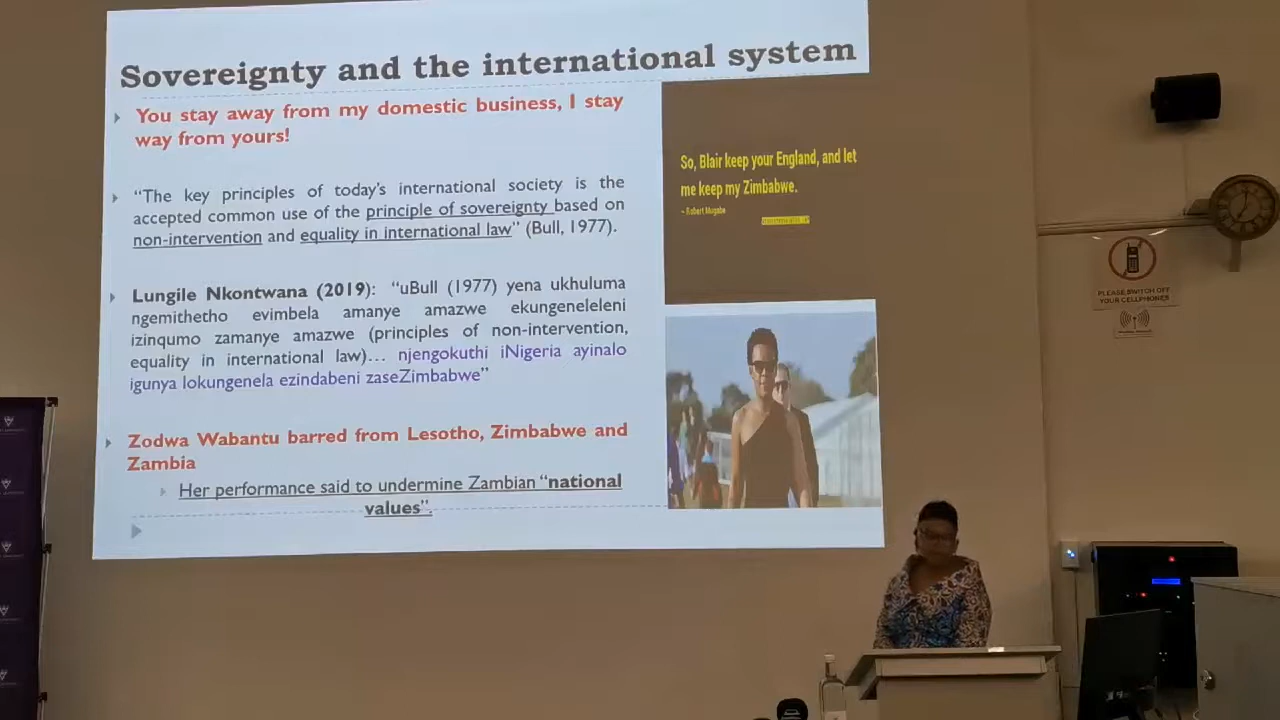 Sovereignty and the international system
You stay away from my domestic business, I stay
way from yours!
“The key principles of today’s international society is the
accepted common use of the principle of sovereignty based on
non-intervention and equality in international law” (Bull, 1977).
Lungile Nkontwana (2019): “uBull (1977) yena ukhuluma
ngemithetho evimbela amanye amazwe ekungeneleleni
izinqumo zamanye amazwe (principles of non-intervention,
equality in international law)… njengokuthi iNigeria ayinalo
igunya lokungenela ezindabeni zaseZimbabwe”
Zodwa Wabantu barred from Lesotho, Zimbabwe and
Zambia
Her performance said to undermine Zambian “national
values”.
So, Blair keep your England, and let
me keep my Zimbabwe.
~ Robert Mugabe
PLEASE SWITCH OFF
YOUR CELLPHONES